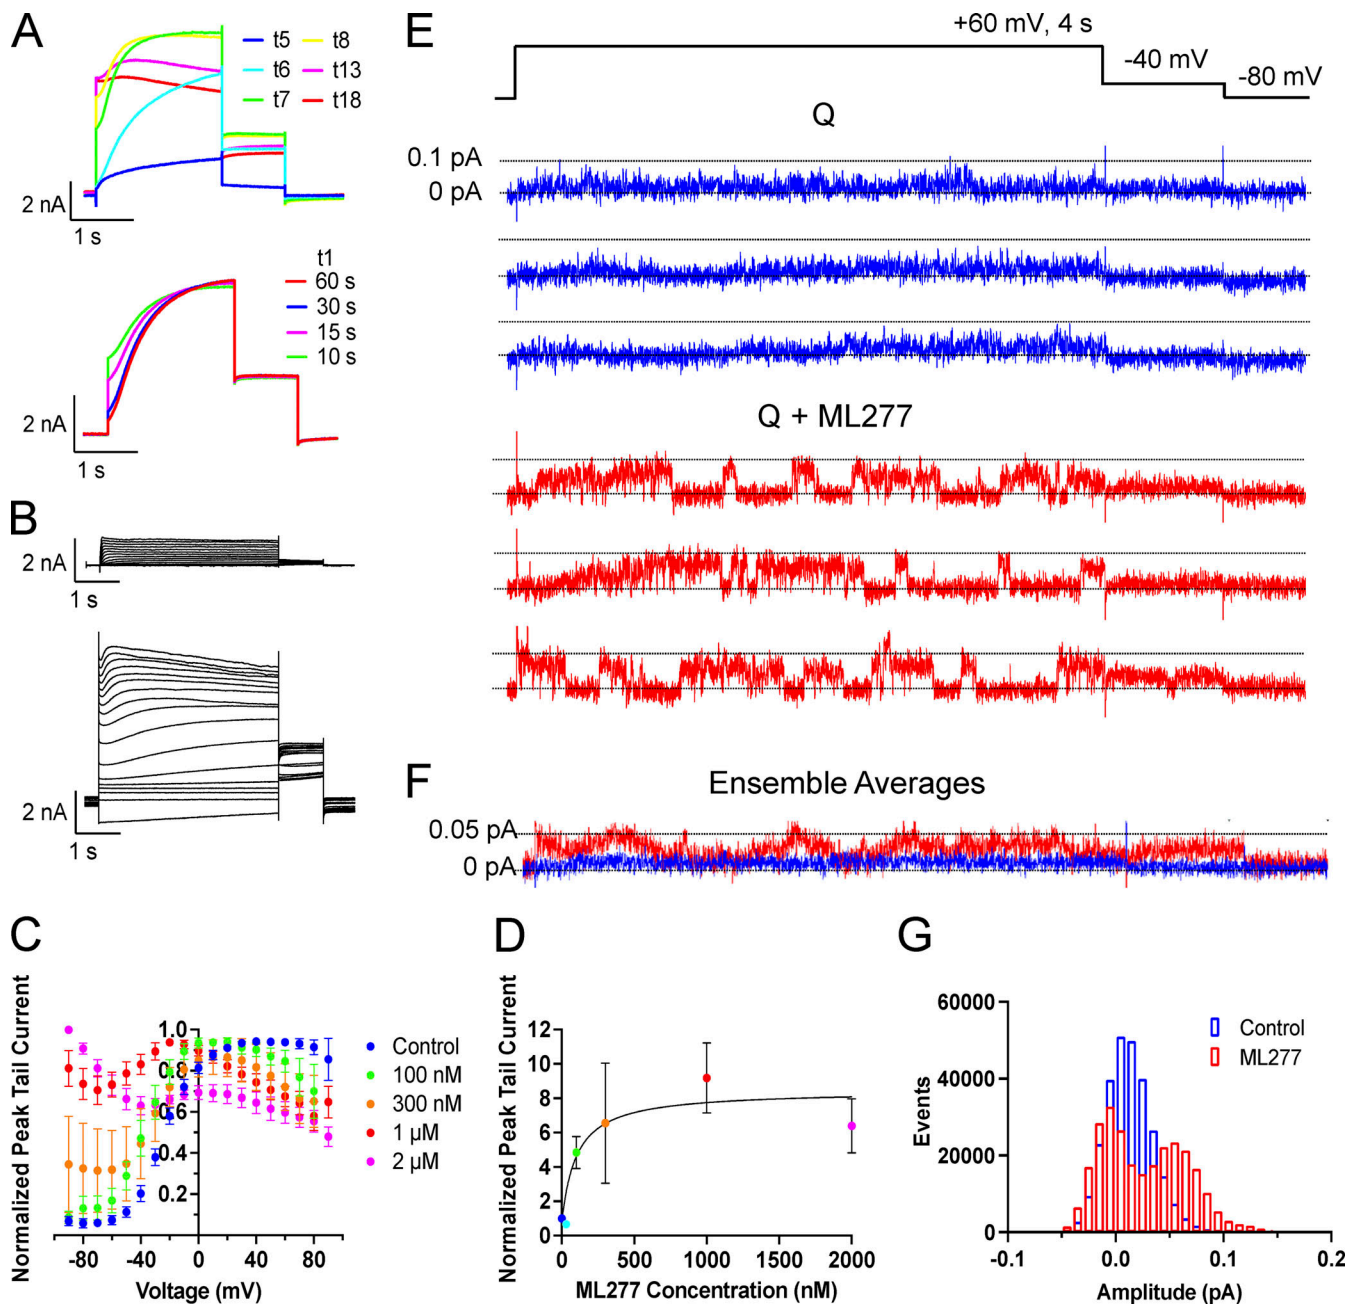 A
t5
t8
t6
t13
t7
t18
2 nA
1 s
t1
60 s
30 s
15 s
10 s
2 nA
1 s
B
2 nA
1 s
2 nA
1 s
C
Normalized Peak Tail Current
1.0
0.8
0.6
0.4
0.2
-80
-40
0
40
80
Voltage (mV)
Control
100 nM
300 nM
1 µM
2 µM
D
Normalized Peak Tail Current
12
10
8
6
4
2
0
0
500
1000
1500
2000
ML277 Concentration (nM)
E
+60 mV, 4 s
-40 mV
-80 mV
Q
0.1 pA
0 pA
Q + ML277
F
Ensemble Averages
0.05 pA
0 pA
G
Events
60000
40000
20000
0
-0.1
0.0
0.1
0.2
Amplitude (pA)
Control
ML277